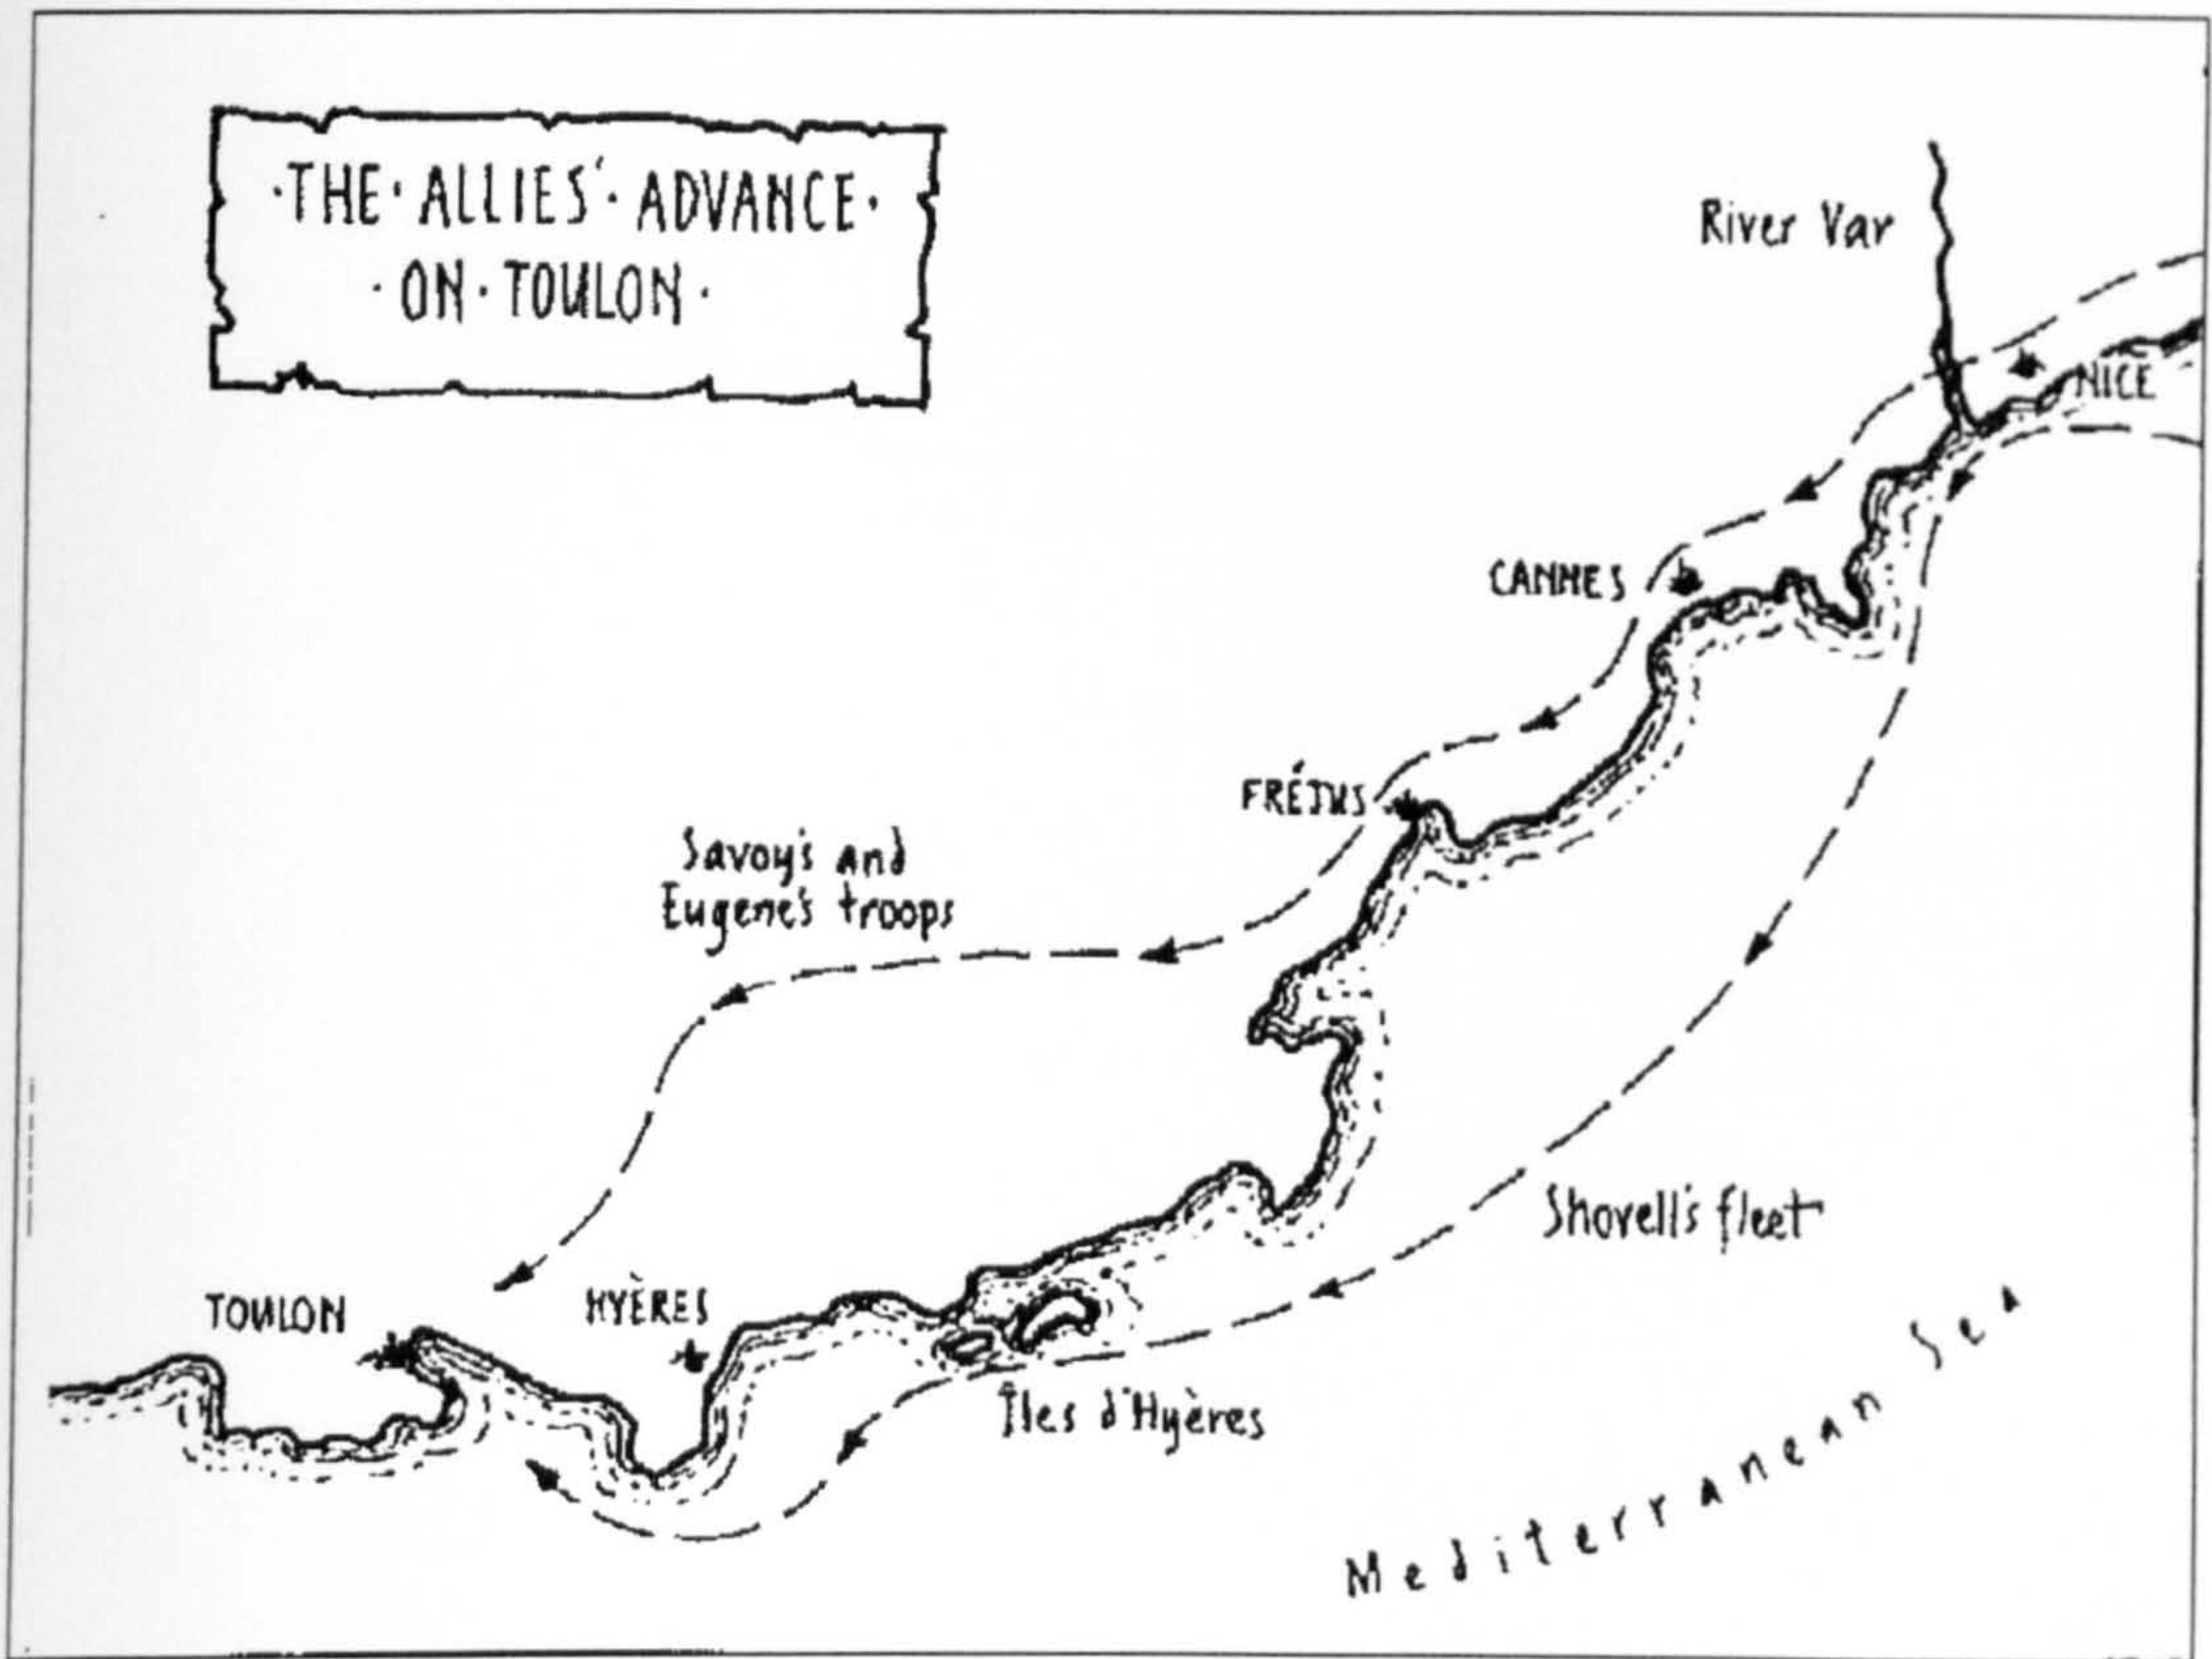 ·THE· ALLIES'· ADVANCE·
· ON · TOULON ·
River Var
NICE
CANNES
FRÉJUS
Savoy's and
Eugene's troops
Shovell's fleet
TOULON
HYÈRES
Îles d'Hyères
Mediterranean Sea